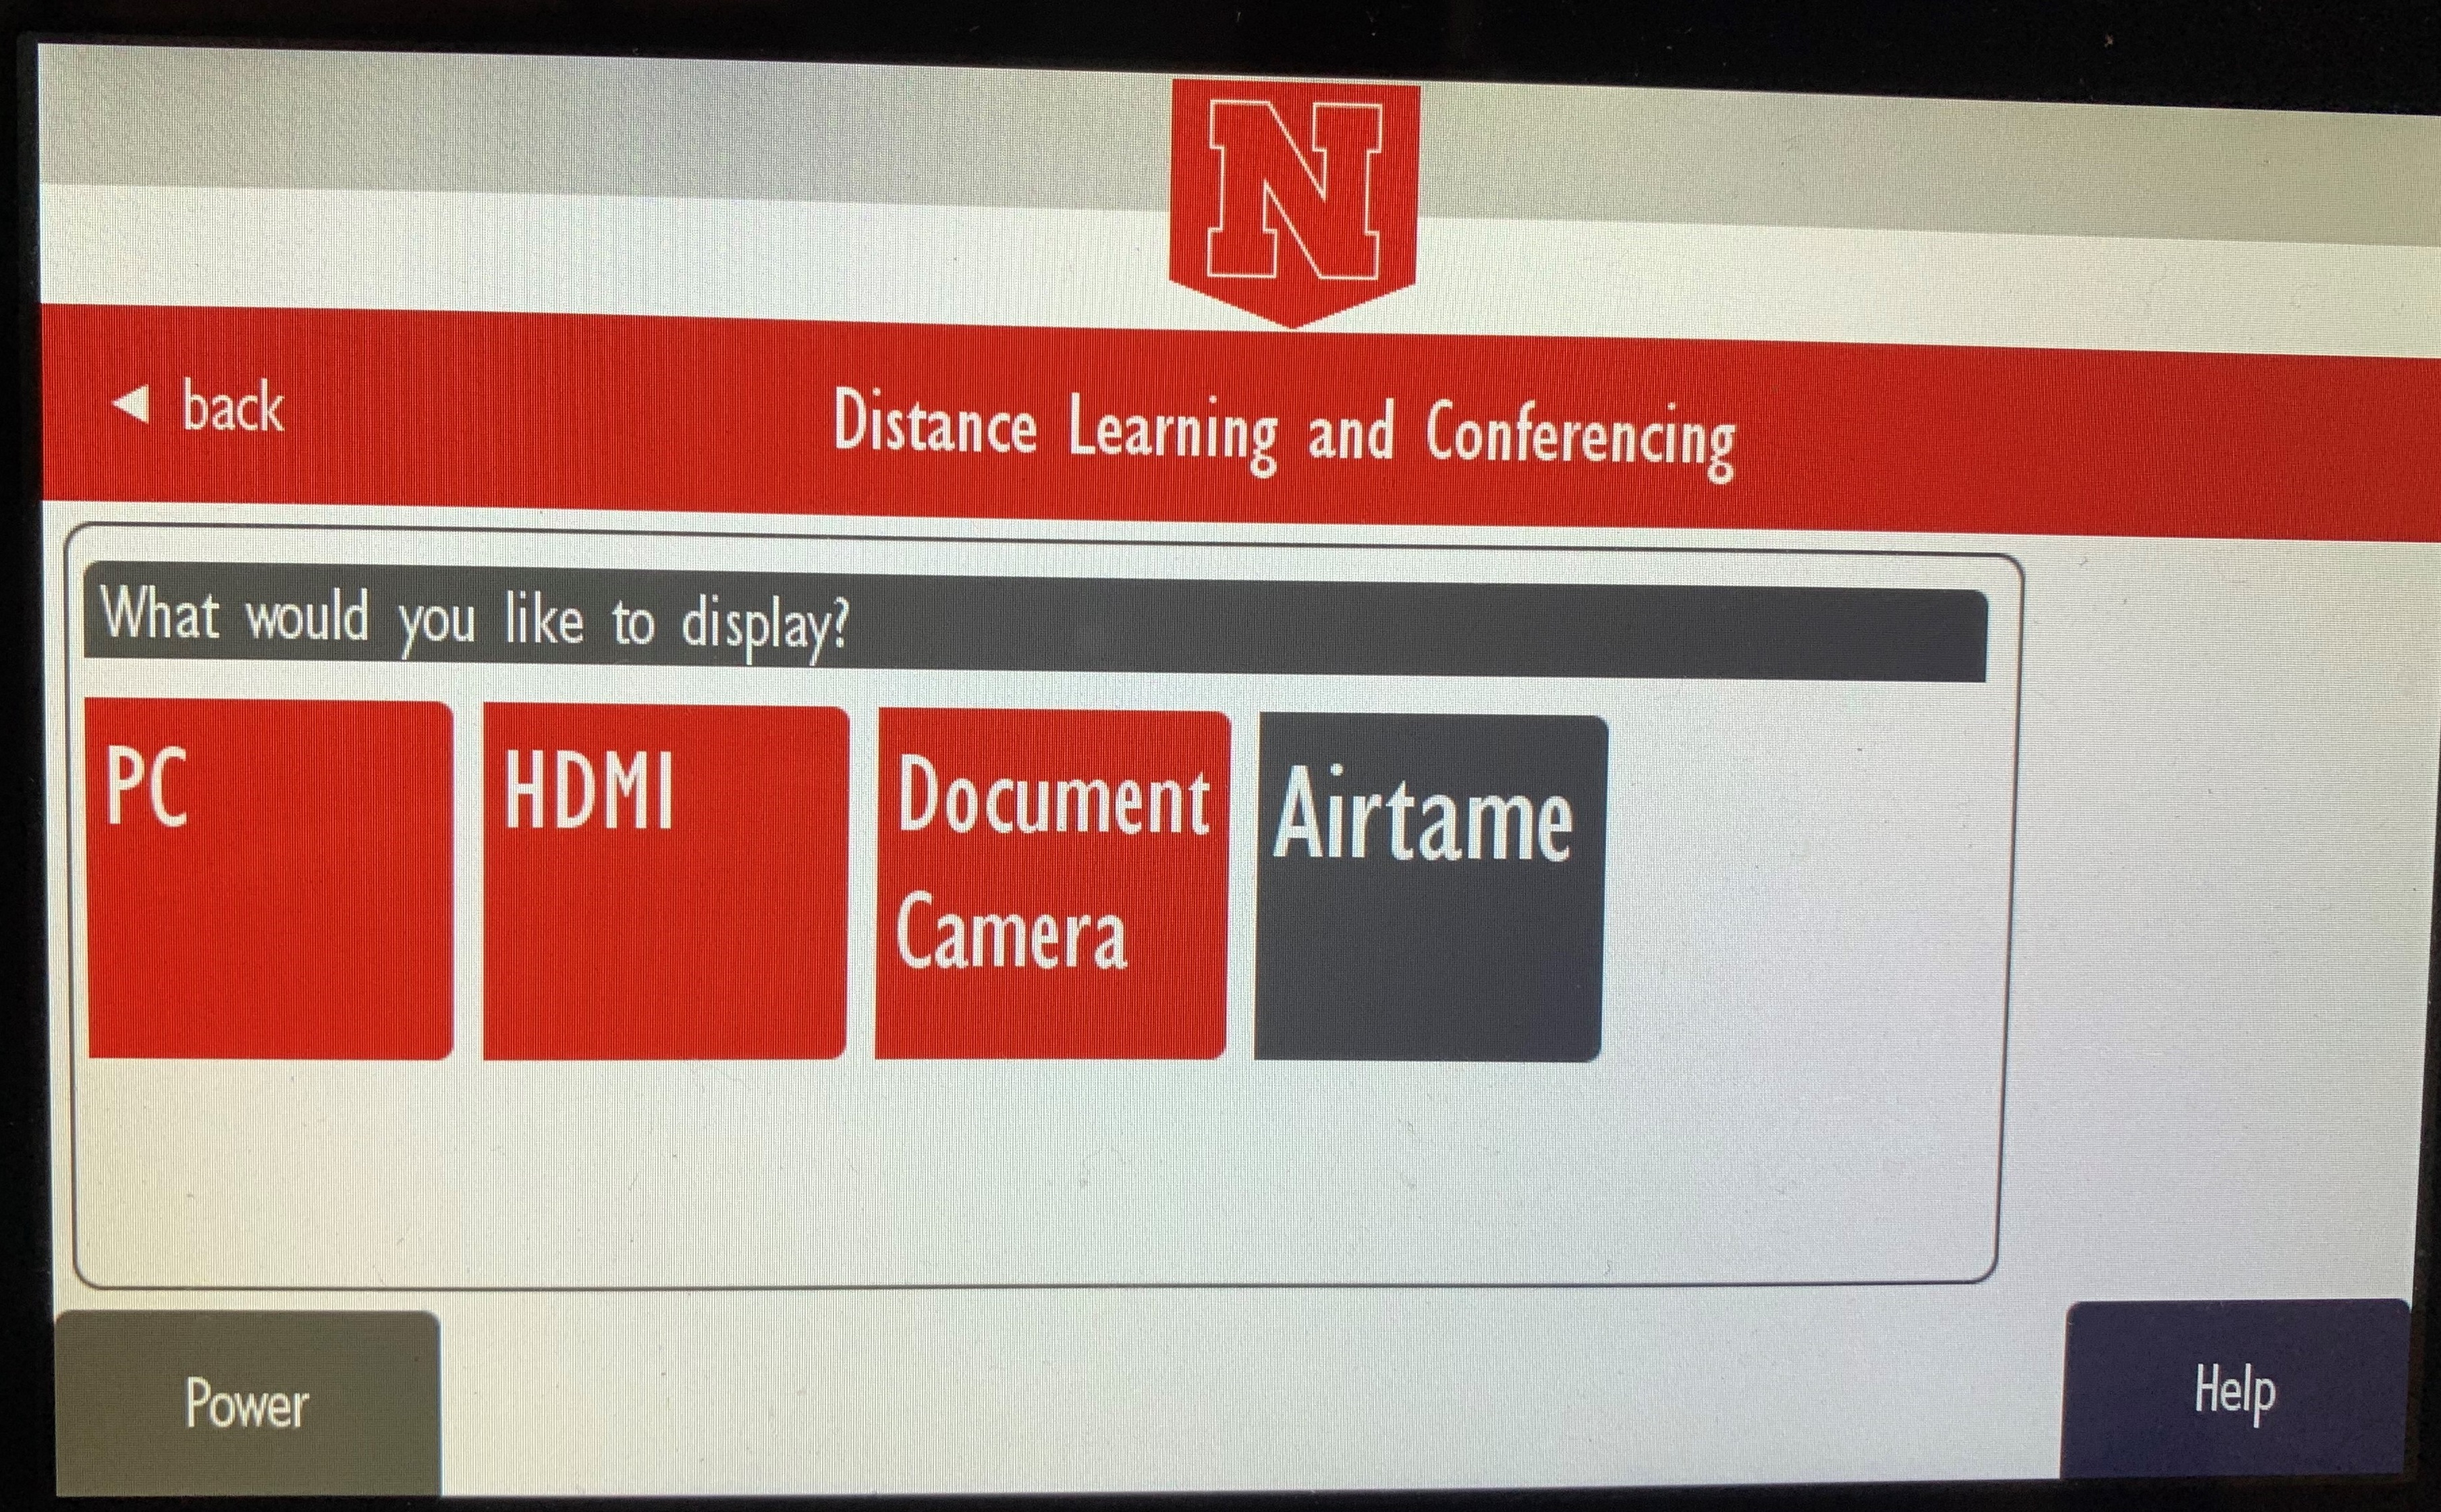 N
◀ back
Distance Learning and Conferencing
What would you like to display?
PC
HDMI
Document
Camera
Airtame
Power
Help